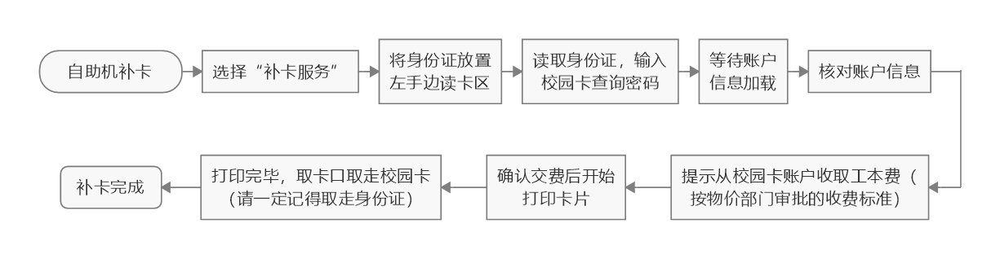 自助机补卡
选择“补卡服务”
将身份证放置
左手边读卡区
读取身份证，输入
校园卡查询密码
等待账户
信息加载
核对账户信息
提示从校园卡账户收取工本费（
按物价部门审批的收费标准）
确认交费后开始
打印卡片
打印完毕，取卡口取走校园卡
（请一定记得取走身份证）
补卡完成